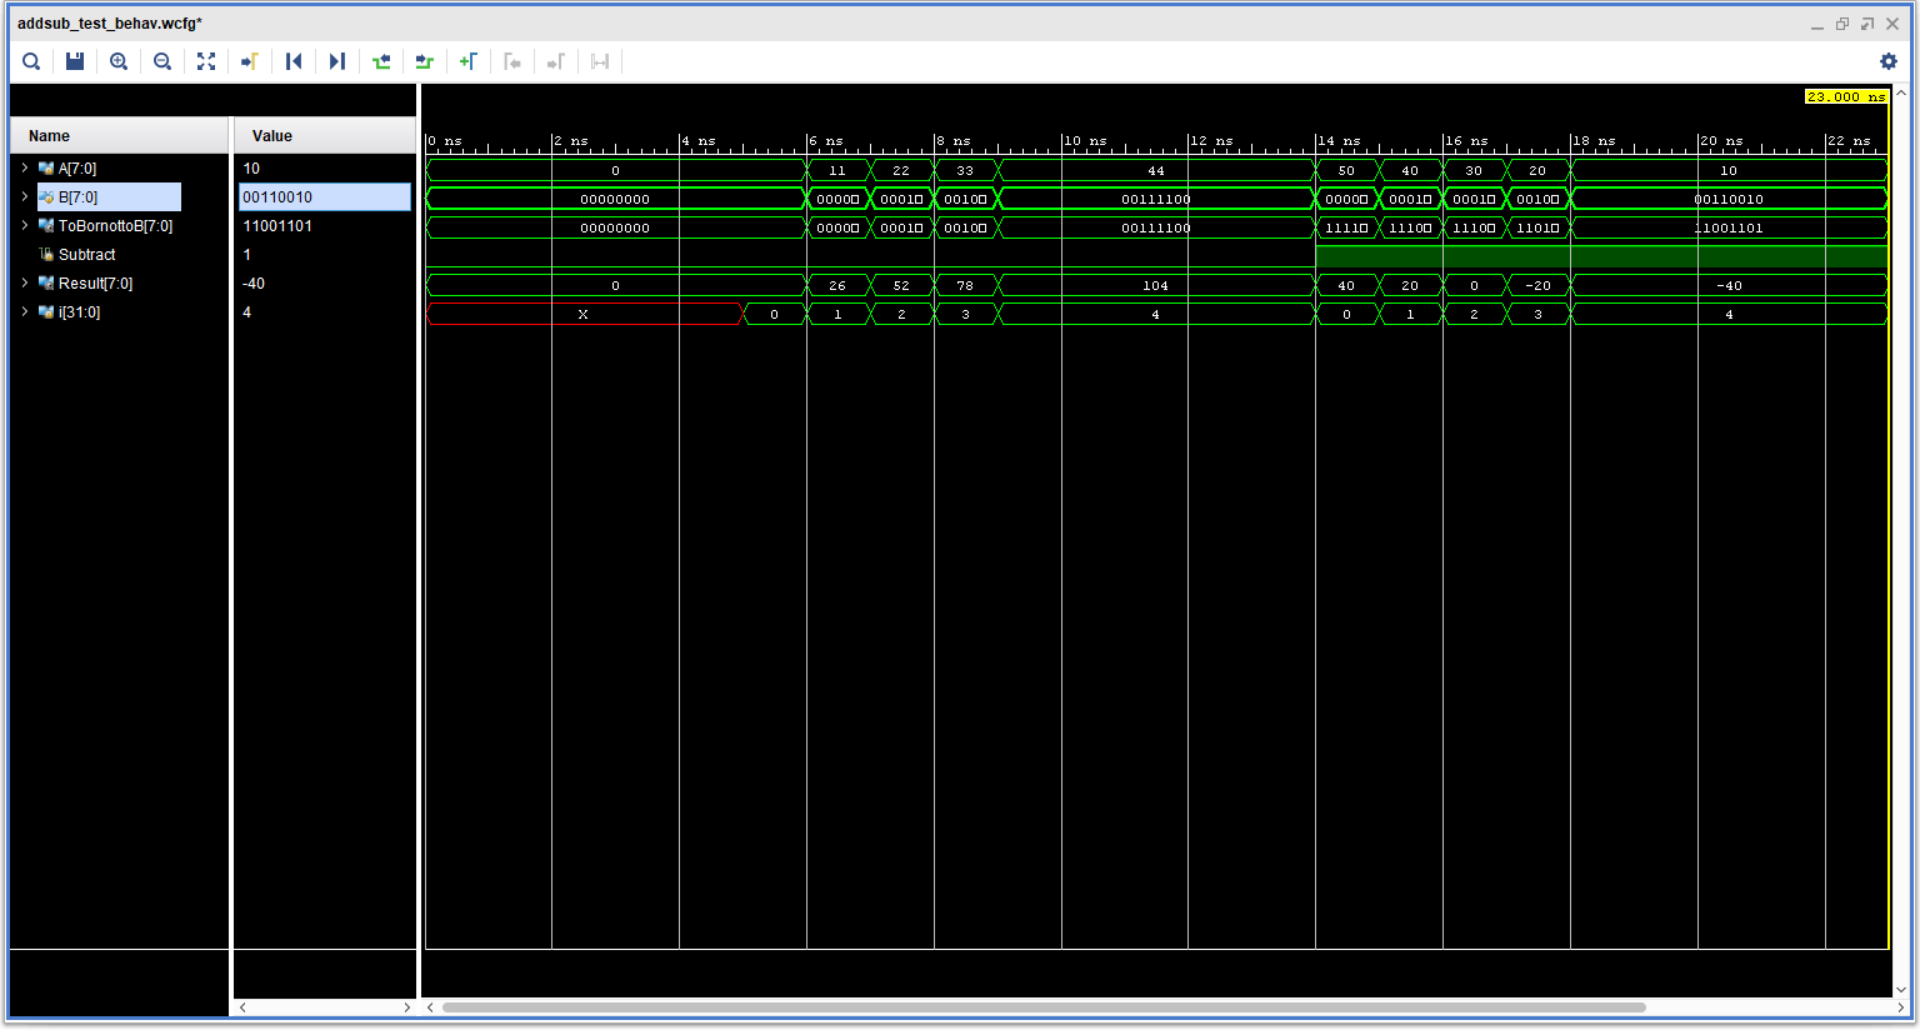 addsub_test_behav.wcfg*
23.000 ns
Name Value
0 ns 2 ns 4 ns 6 ns 8 ns 10 ns 12 ns 14 ns 16 ns 18 ns 20 ns 22 ns
A[7:0] 10 0 11 22 33 44 50 40 30 20 10
B[7:0] 00110010 00000000 0000□ 0001□ 0010□ 00111100 0000□ 0001□ 0001□ 0010□ 00110010
ToBornottoB[7:0] 11001101 00000000 0000□ 0001□ 0010□ 00111100 1111□ 1110□ 1110□ 1101□ 11001101
Subtract 1
Result[7:0] -40 0 26 52 78 104 40 20 0 -20 -40
i[31:0] 4 X 0 1 2 3 4 0 1 2 3 4